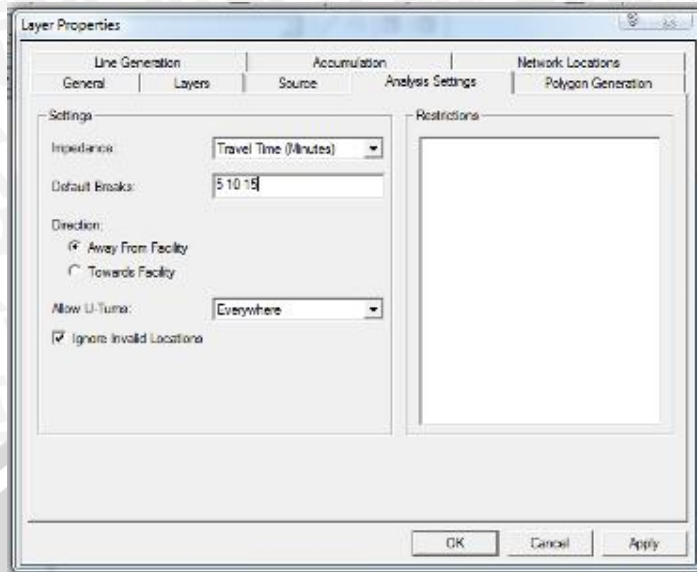 Layer Properties
Line Generation Accumulation Network Locations
General Layers Source Analysis Settings Polygon Generation
Settings
Restrictions
Impedance: Travel Time (Minutes)
Default Breaks: 5 10 15
Direction:
Away From Facility
Towards Facility
Allow U-Turns: Everywhere
Ignore Invalid Locations
OK Cancel Apply